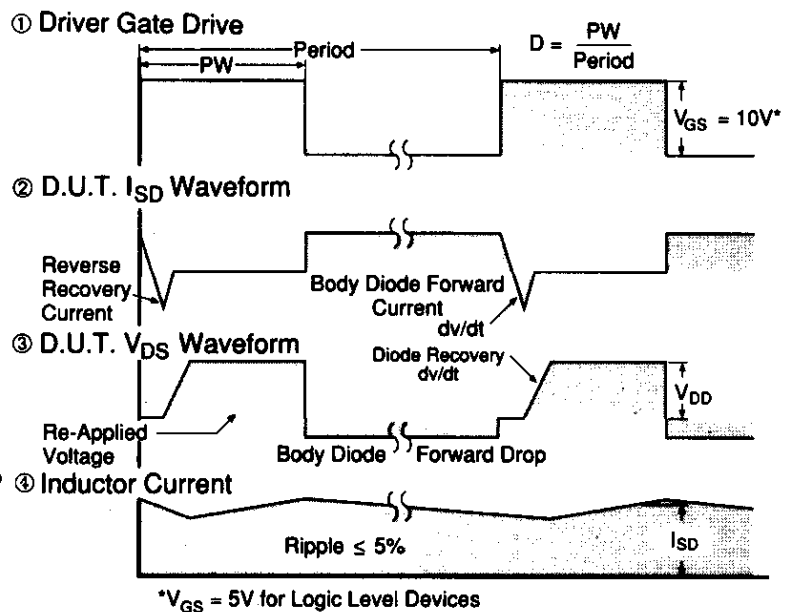 ① Driver Gate Drive
Period
PW
D = PW / Period
V_GS = 10V*
② D.U.T. I_SD Waveform
Reverse
Recovery
Current
Body Diode Forward
Current
dv/dt
③ D.U.T. V_DS Waveform
Diode Recovery
dv/dt
V_DD
Re-Applied
Voltage
Body Diode Forward Drop
④ Inductor Current
Ripple ≤ 5%
I_SD
*V_GS = 5V for Logic Level Devices